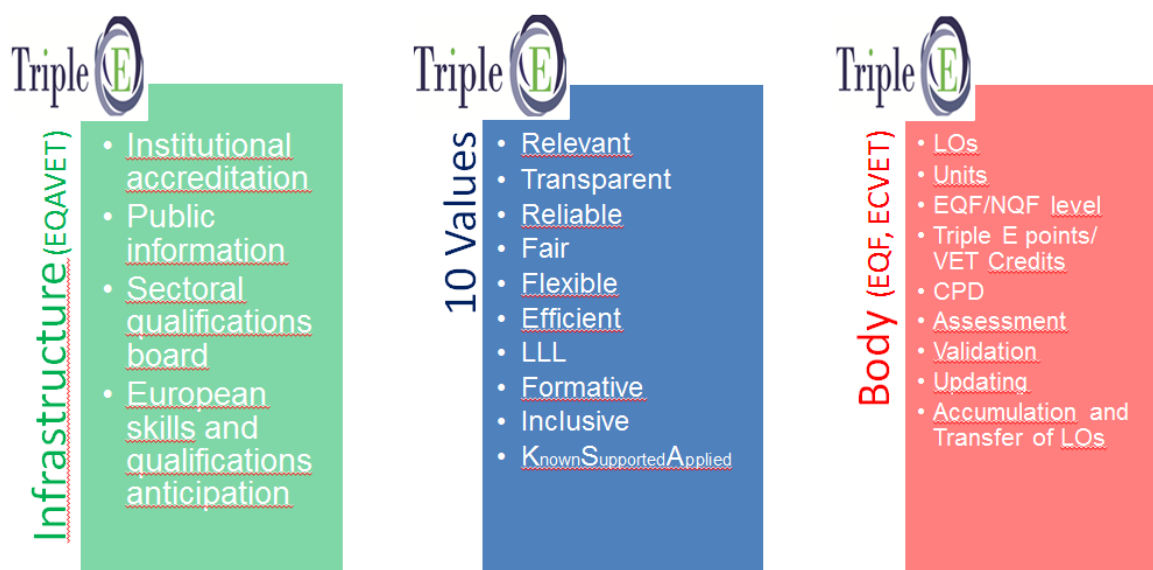 Triple E
Infrastructure (EQAVET)
• Institutional
accreditation
• Public
information
• Sectoral
qualifications
board
• European
skills and
qualifications
anticipation
Triple E
10 Values
• Relevant
• Transparent
• Reliable
• Fair
• Flexible
• Efficient
• LLL
• Formative
• Inclusive
• KnownSupportedApplied
Triple E
Body (EQF, ECVET)
• LOs
• Units
• EQF/NQF level
• Triple E points/
VET Credits
• CPD
• Assessment
• Validation
• Updating
• Accumulation and
Transfer of LOs